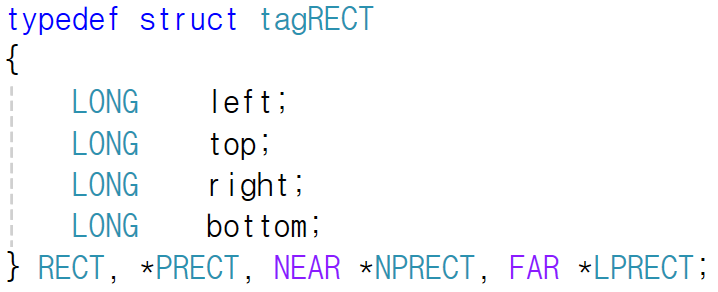 typedef struct tagRECT
{
    LONG    left;
    LONG    top;
    LONG    right;
    LONG    bottom;
} RECT, *PRECT, NEAR *NPRECT, FAR *LPRECT;